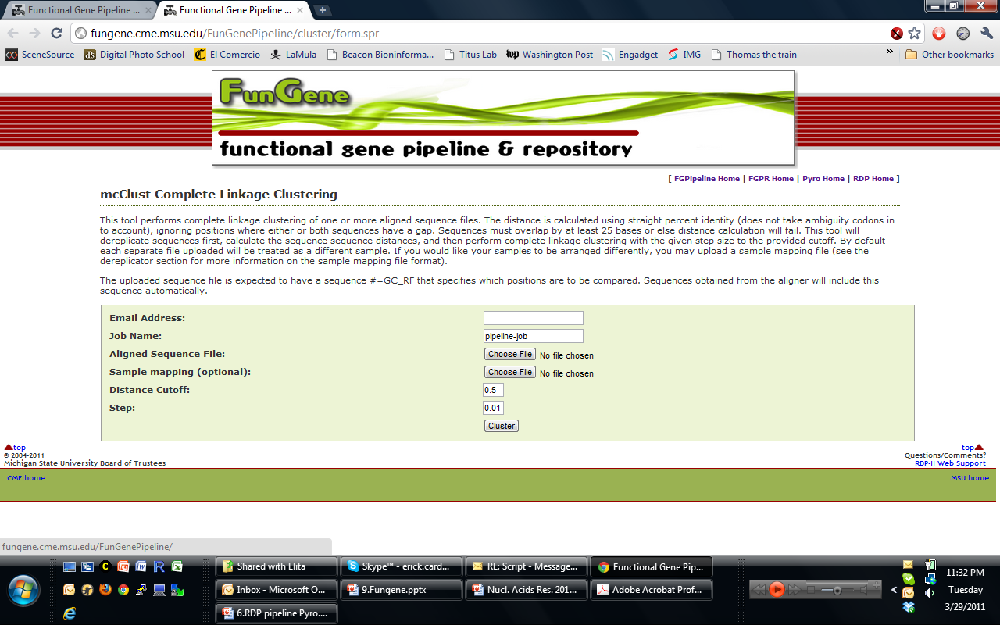 Functional Gene Pipeline ...
Functional Gene Pipeline ...
fungene.cme.msu.edu/FunGenePipeline/cluster/form.spr
SceneSource
Digital Photo School
El Comercio
LaMula
Beacon Bioninforma...
Titus Lab
wp Washington Post
Engadget
IMG
Thomas the train
»
Other bookmarks
FunGene
functional gene pipeline & repository
[ FGPipeline Home | FGPR Home | Pyro Home | RDP Home ]
mcClust Complete Linkage Clustering
This tool performs complete linkage clustering of one or more aligned sequence files. The distance is calculated using straight percent identity (does not take ambiguity codons in
to account), ignoring positions where either or both sequences have a gap. Sequences must overlap by at least 25 bases or else distance calculation will fail. This tool will
dereplicate sequences first, calculate the sequence sequence distances, and then perform complete linkage clustering with the given step size to the provided cutoff. By default
each separate file uploaded will be treated as a different sample. If you would like your samples to be arranged differently, you may upload a sample mapping file (see the
dereplicator section for more information on the sample mapping file format).
The uploaded sequence file is expected to have a sequence #=GC_RF that specifies which positions are to be compared. Sequences obtained from the aligner will include this
sequence automatically.
Email Address:
Job Name: pipeline-job
Aligned Sequence File: Choose File No file chosen
Sample mapping (optional): Choose File No file chosen
Distance Cutoff: 0.5
Step: 0.01
Cluster
top
© 2004-2011
Michigan State University Board of Trustees
top
Questions/Comments?
RDP-II Web Support
CME home
MSU home
fungene.cme.msu.edu/FunGenePipeline/
Shared with Elita
Skype™ - erick.card...
RE: Script - Message...
Functional Gene Pip...
Inbox - Microsoft O...
9.Fungene.pptx
Nucl. Acids Res. 201...
Adobe Acrobat Prof...
6.RDP pipeline Pyro....
11:32 PM
Tuesday
3/29/2011